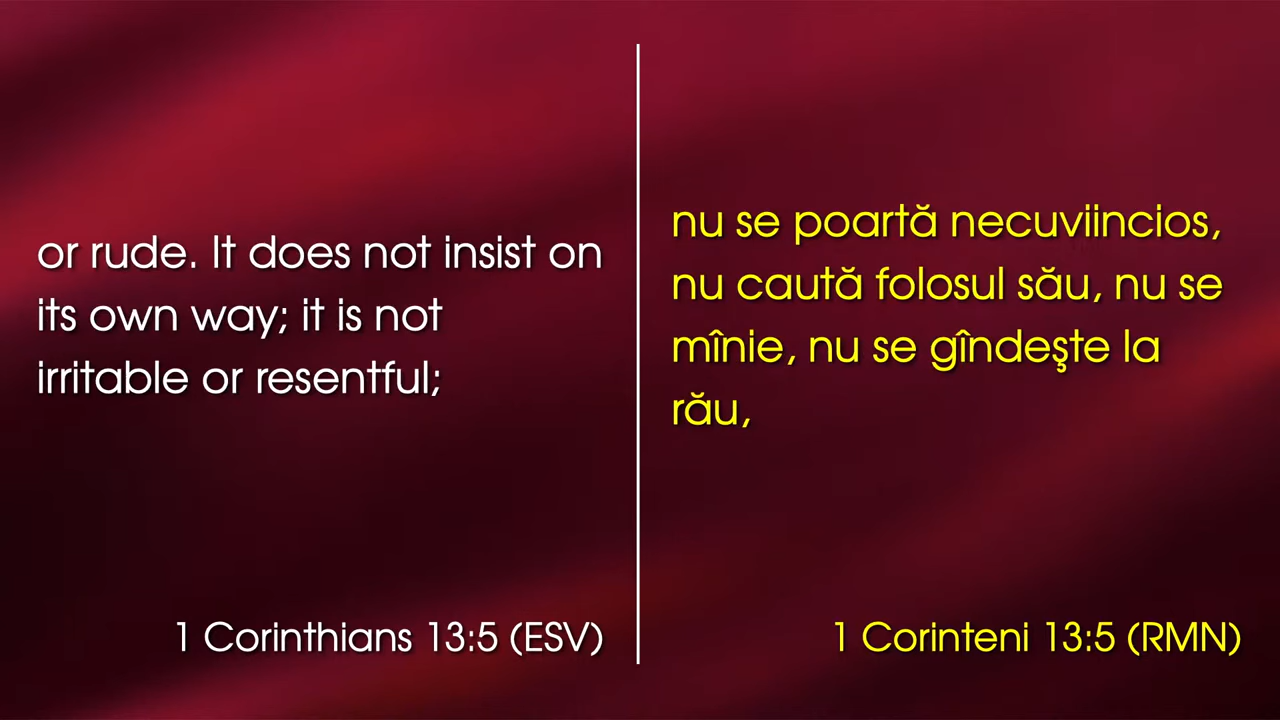 or rude. It does not insist on
its own way; it is not
irritable or resentful;
1 Corinthians 13:5 (ESV)
nu se poartă necuviincios,
nu caută folosul său, nu se
mînie, nu se gîndeşte la
rău,
1 Corinteni 13:5 (RMN)